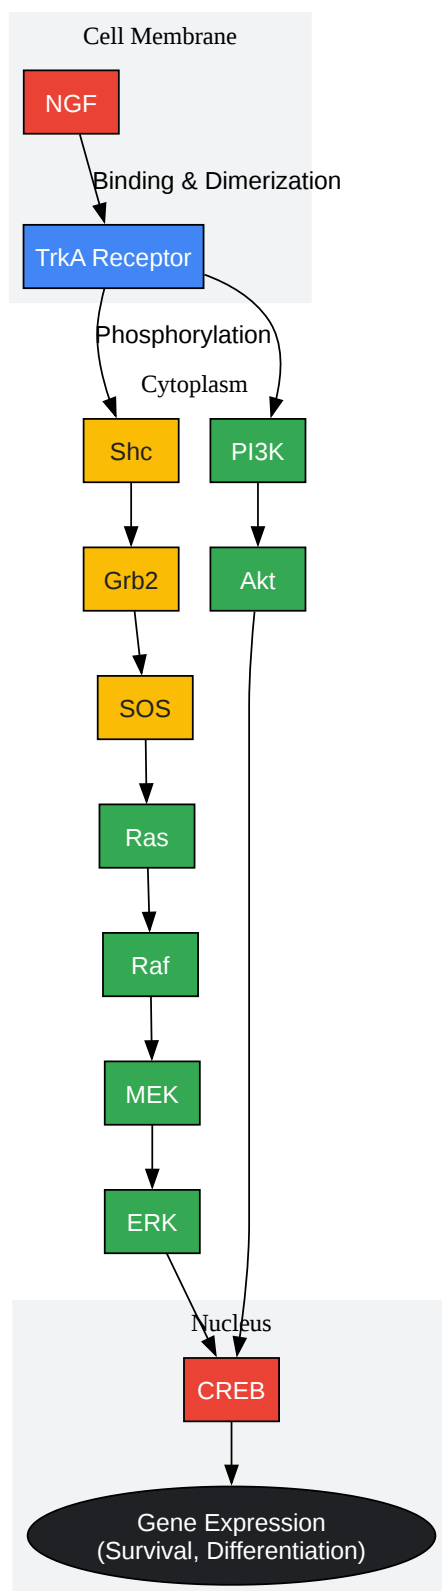 Cell Membrane
NGF
Binding & Dimerization
TrkA Receptor
Phosphorylation
Cytoplasm
Shc
PI3K
Grb2
Akt
SOS
Ras
Raf
MEK
ERK
Nucleus
CREB
Gene Expression
(Survival, Differentiation)